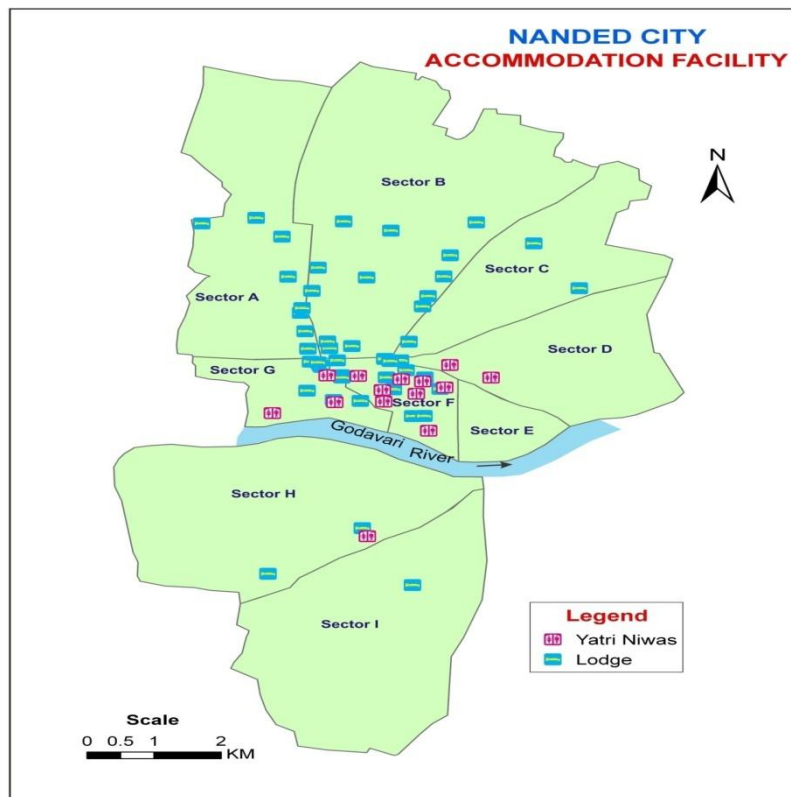 NANDED CITY
ACCOMMODATION FACILITY
N
Sector B
Sector C
Sector A
Sector D
Sector G
Sector F
Sector E
Godavari River
Sector H
Sector I
Legend
Yatri Niwas
Lodge
Scale
0 0.5 1 2
KM